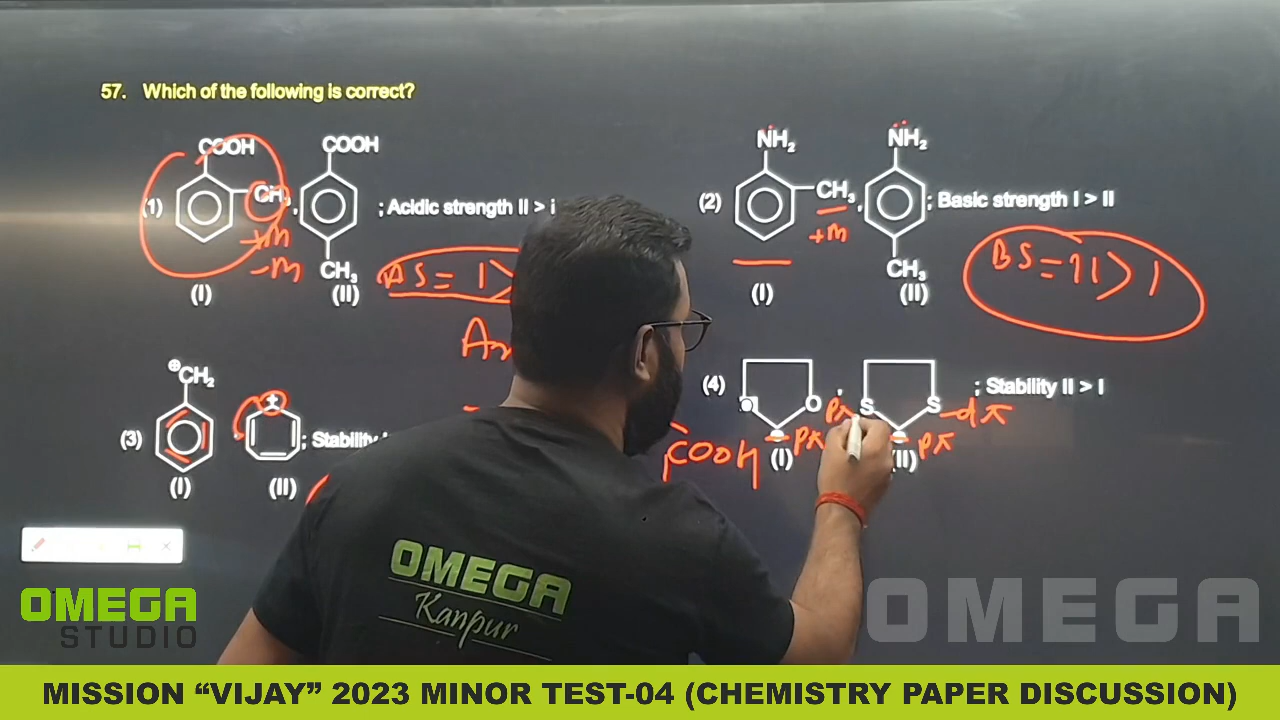 57. Which of the following is correct?
(1)
COOH
CH₃
+m
-m
(I)
,
COOH
CH₃
(II)
; Acidic strength II > I
AS = I >
(2)
NH₂
CH₃
+m
(I)
,
NH₂
CH₃
(II)
; Basic strength I > II
BS = II > I
(3)
⊕CH₂
(I)
(II)
; Stability
(4)
O
pπ
(I)
,
COOH
S
S
-dπ
pπ
(II)
; Stability II > I
OMEGA
Kanpur
OMEGA
STUDIO
OMEGA
MISSION “VIJAY” 2023 MINOR TEST-04 (CHEMISTRY PAPER DISCUSSION)